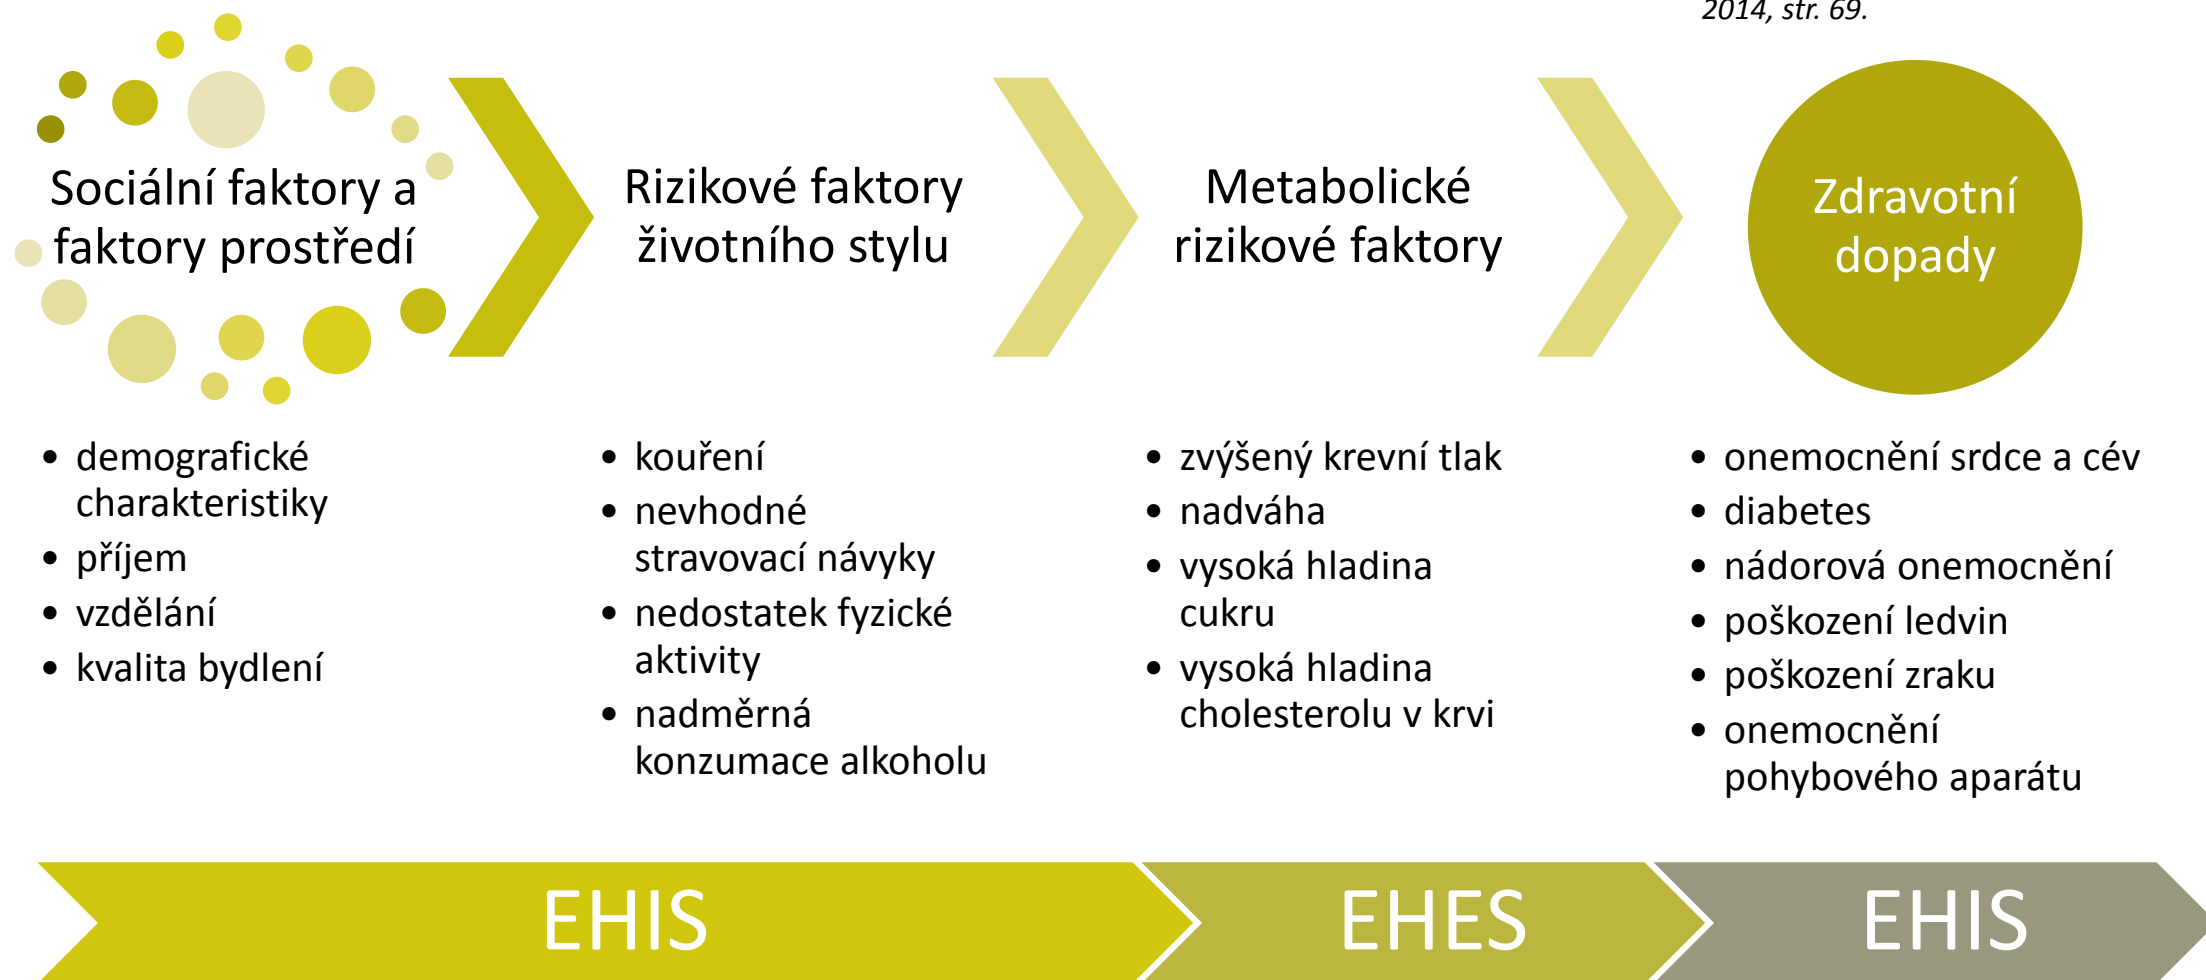 2014, str. 69.
Sociální faktory a
faktory prostředí
Rizikové faktory
životního stylu
Metabolické
rizikové faktory
Zdravotní
dopady
• demografické
charakteristiky
• příjem
• vzdělání
• kvalita bydlení
• kouření
• nevhodné
stravovací návyky
• nedostatek fyzické
aktivity
• nadměrná
konzumace alkoholu
• zvýšený krevní tlak
• nadváha
• vysoká hladina
cukru
• vysoká hladina
cholesterolu v krvi
• onemocnění srdce a cév
• diabetes
• nádorová onemocnění
• poškození ledvin
• poškození zraku
• onemocnění
pohybového aparátu
EHIS
EHES
EHIS